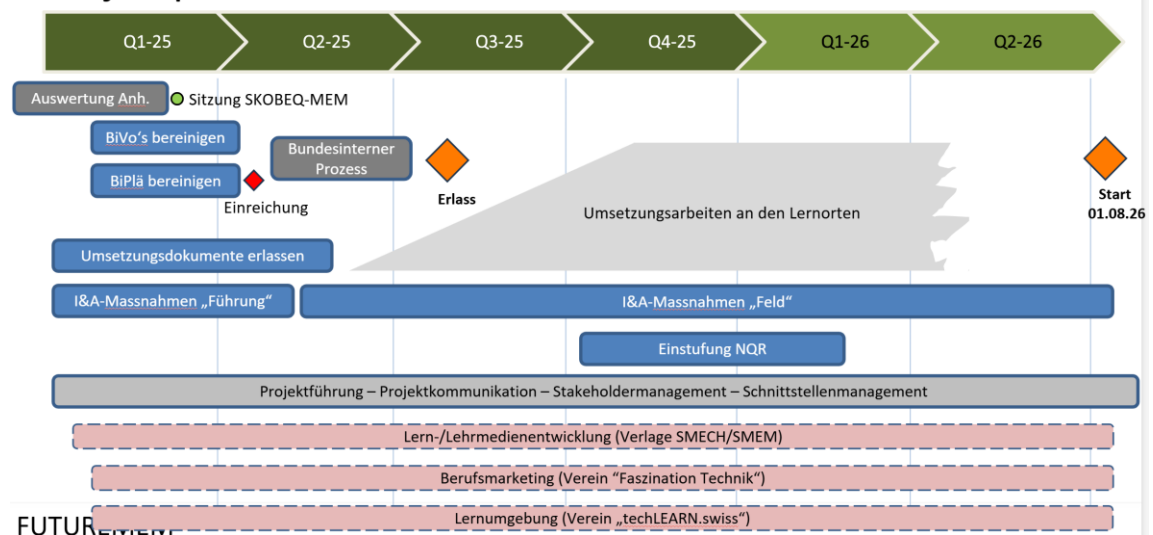 Q1-25
Q2-25
Q3-25
Q4-25
Q1-26
Q2-26
Auswertung Anh.
Sitzung SKOBEQ-MEM
BiVo‘s bereinigen
Bundesinterner
Prozess
BiPlä bereinigen
Einreichung
Erlass
Umsetzungsarbeiten an den Lernorten
Start
01.08.26
Umsetzungsdokumente erlassen
I&A-Massnahmen „Führung“
I&A-Massnahmen „Feld“
Einstufung NQR
Projektführung – Projektkommunikation – Stakeholdermanagement – Schnittstellenmanagement
Lern-/Lehrmedienentwicklung (Verlage SMECH/SMEM)
Berufsmarketing (Verein “Faszination Technik”)
Lernumgebung (Verein „techLEARN.swiss“)
FUTUREMEM